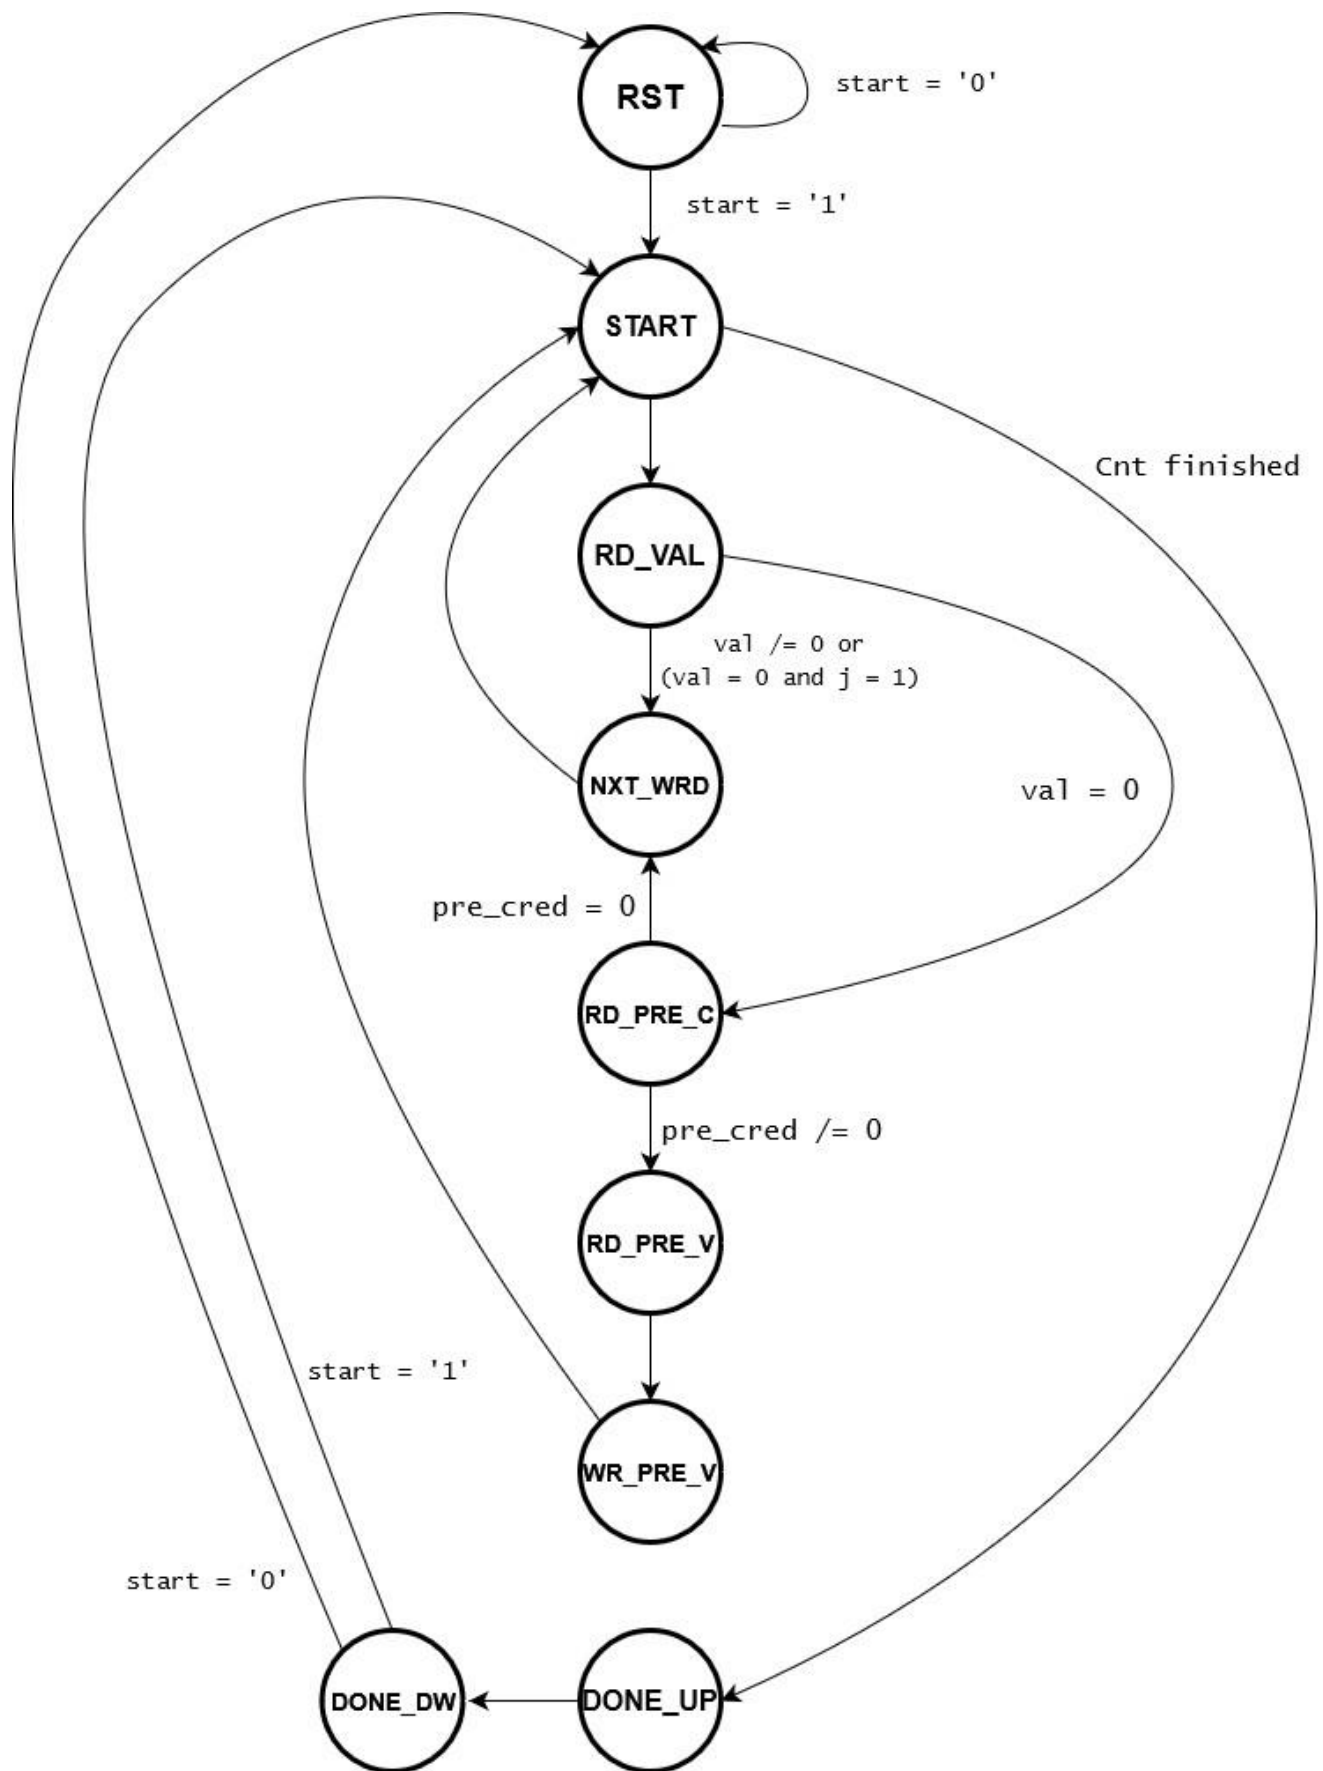 RST
start = '0'
start = '1'
START
Cnt finished
RD_VAL
val /= 0 or
(val = 0 and j = 1)
NXT_WRD
val = 0
pre_cred = 0
RD_PRE_C
pre_cred /= 0
RD_PRE_V
start = '1'
WR_PRE_V
start = '0'
DONE_DW
DONE_UP